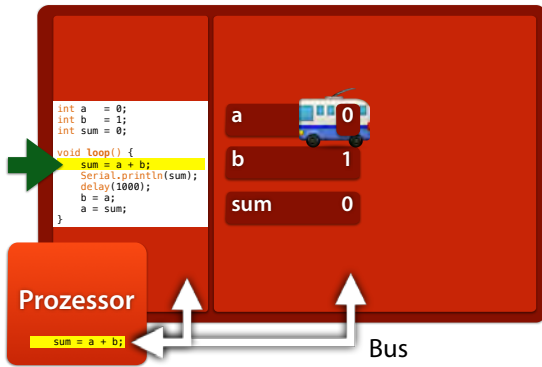 int a   = 0;
int b   = 1;
int sum = 0;
void loop() {
    sum = a + b;
    Serial.println(sum);
    delay(1000);
    b = a;
    a = sum;
}
a 0
b 1
sum 0
Prozessor
sum = a + b;
Bus